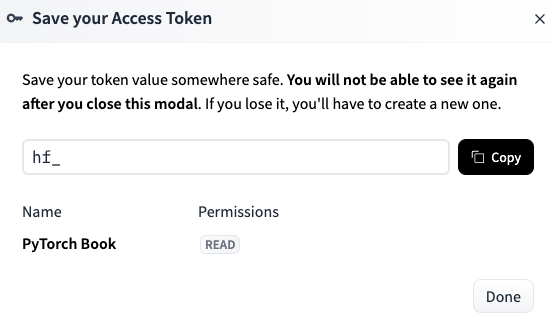 Save your Access Token
Save your token value somewhere safe. You will not be able to see it again
after you close this modal. If you lose it, you'll have to create a new one.
hf_
Copy
Name Permissions
PyTorch Book READ
Done